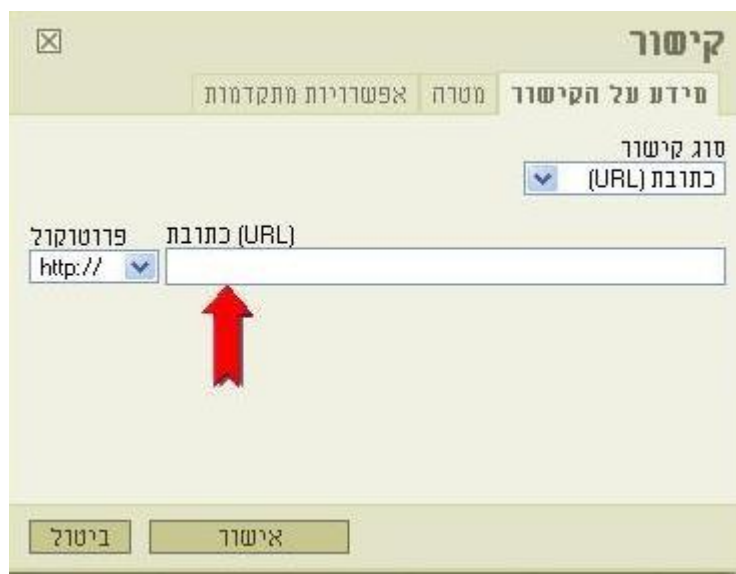 קישור
מידע על הקישור מטרה אפשרויות מתקדמות
סוג קישור
כתובת (URL)
כתובת (URL) פרוטוקול
http://
אישור ביטול